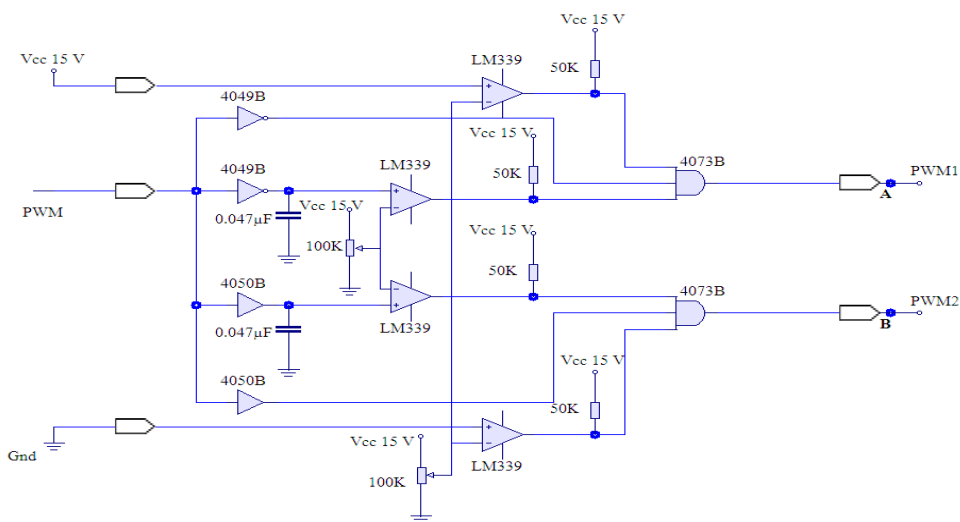 Vcc 15 V
Vcc 15 V
LM339
50K
4049B
Vcc 15 V
4049B
LM339
50K
4073B
PWM1
PWM
Vcc 15 V
A
0.047µF
100K
Vcc 15 V
4050B
50K
4073B
PWM2
0.047µF
LM339
B
4050B
Vcc 15 V
50K
Vcc 15 V
Gnd
LM339
100K